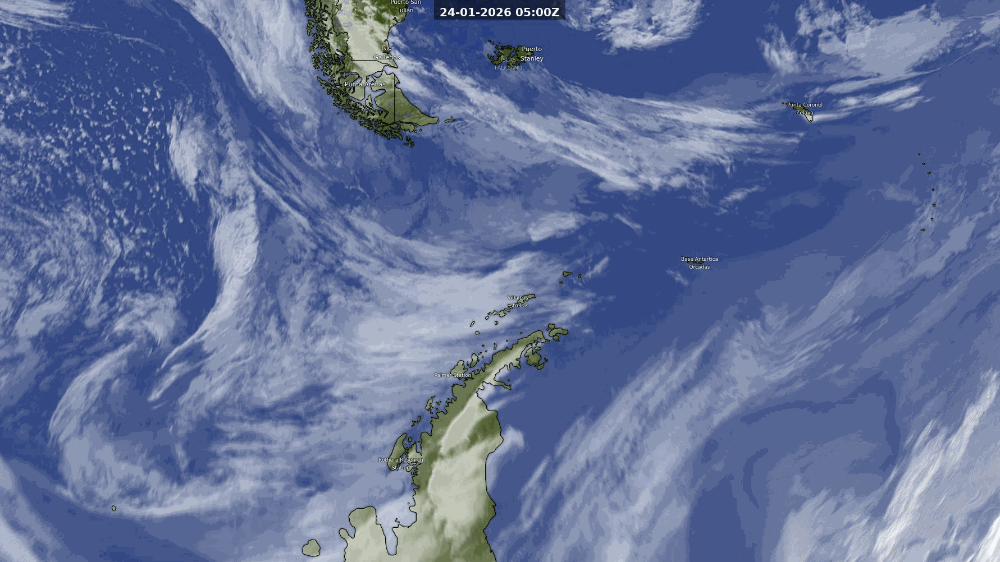 Puerto San
Julián
24-01-2026 05:00Z
Río
Gallegos
Puerto
Stanley
ISLAS
FALKLAND
Punta Arenas
Punta Coronel
Zelaya
Base Antartica
Orcadas
Villa Las
Estrellas
Palmer Station
Rothera Research
Station